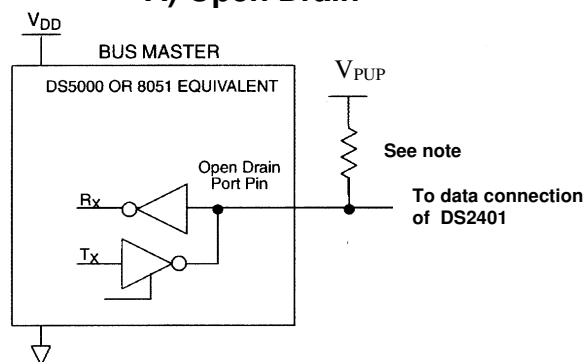 A) Open Drain
VDD
BUS MASTER
DS5000 OR 8051 EQUIVALENT
VPUP
See note
Open Drain
Port Pin
RX
To data connection
of DS2401
TX